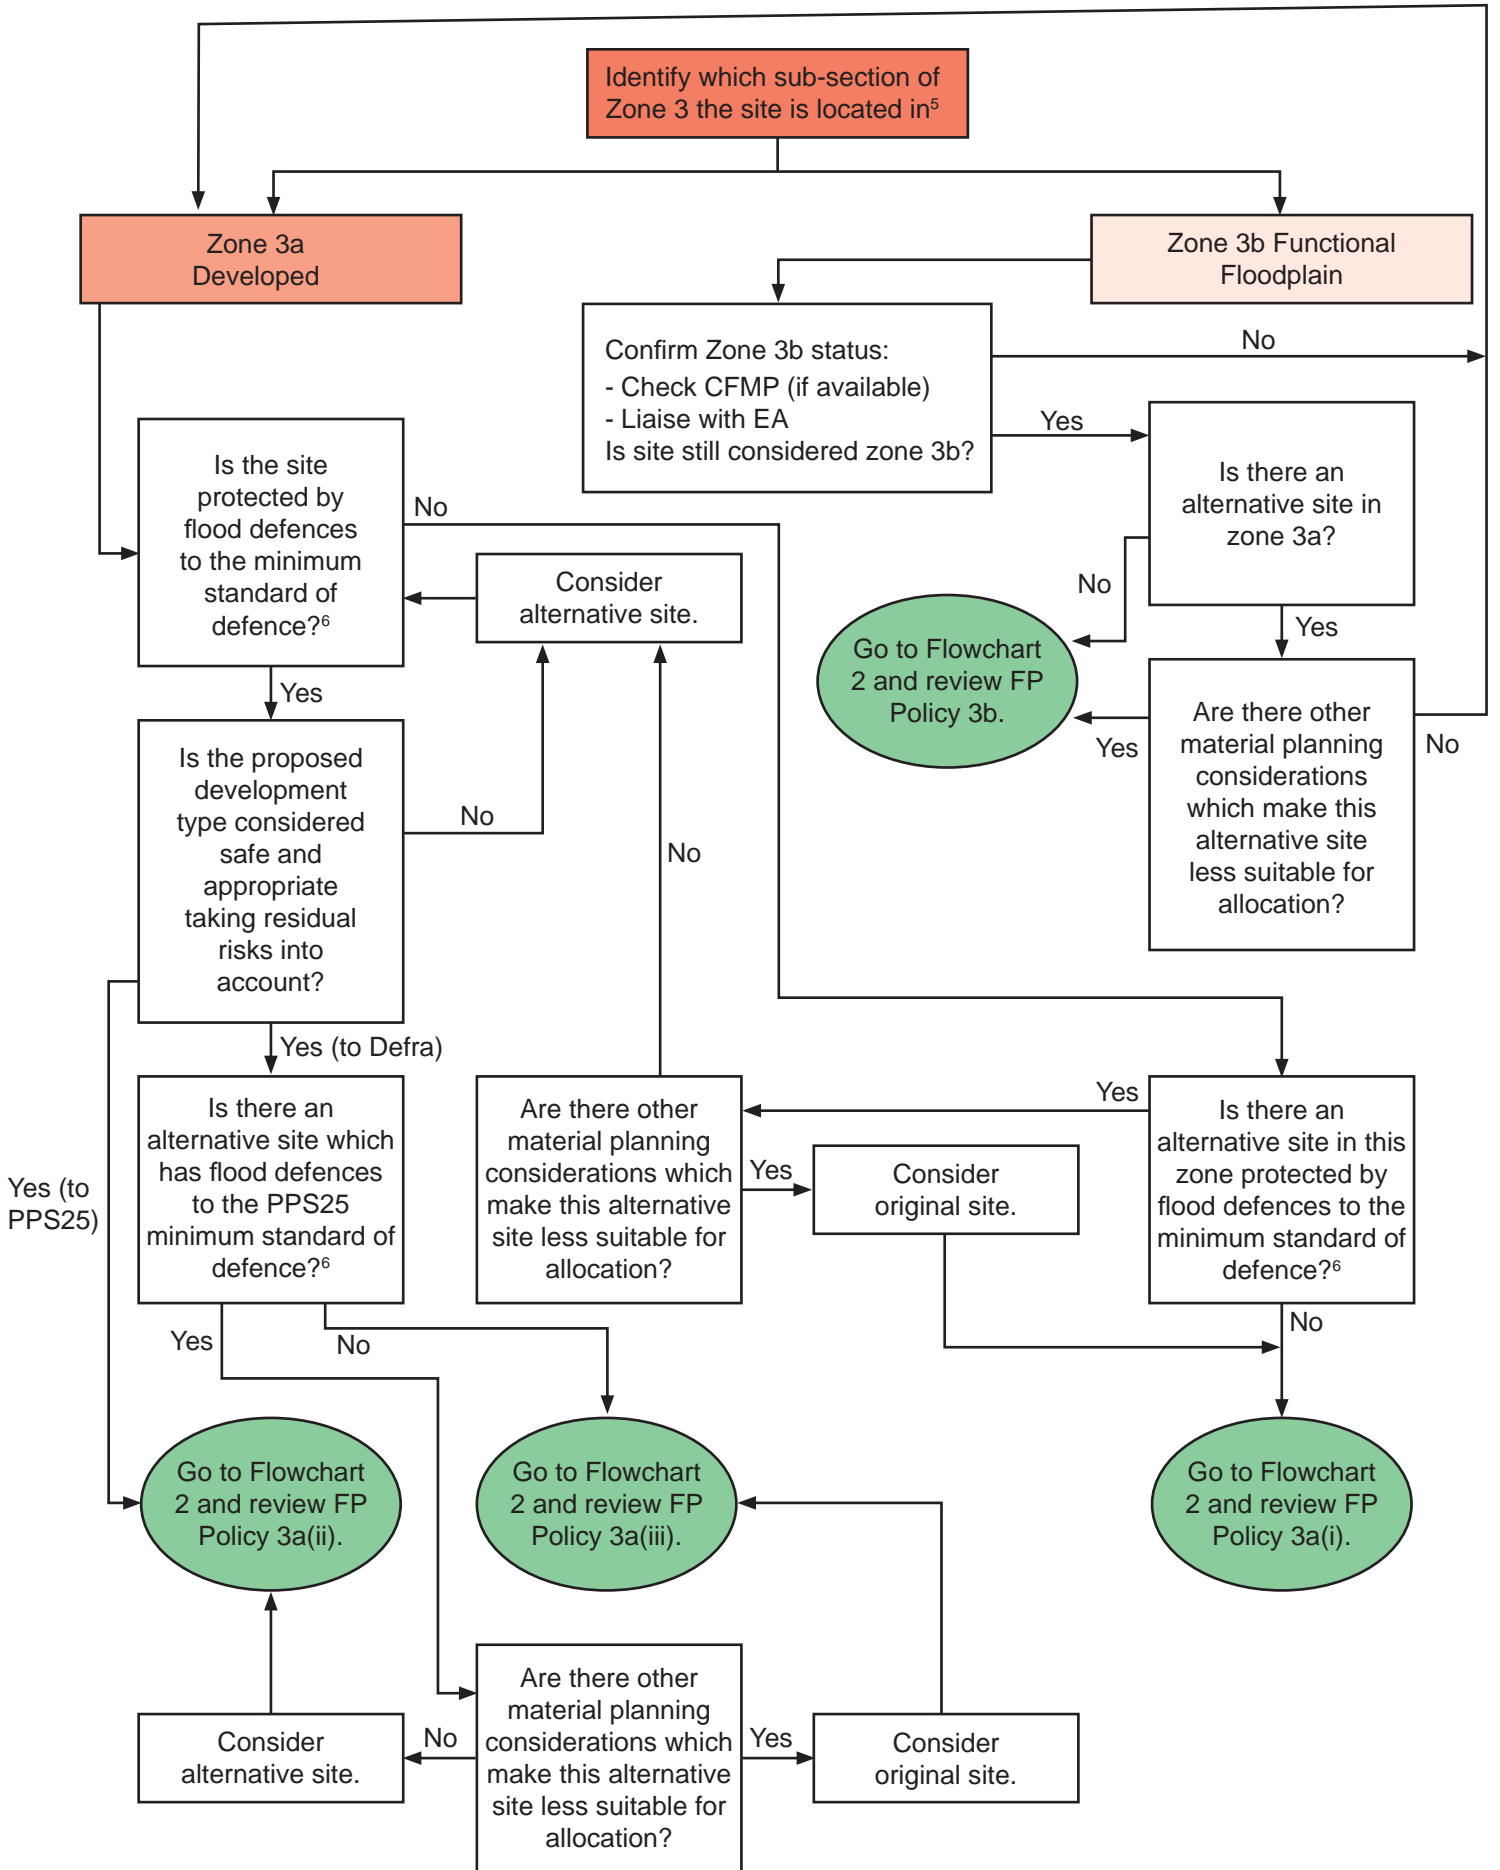 Identify which sub-section of
Zone 3 the site is located in⁵
Zone 3a
Developed
Zone 3b Functional
Floodplain
Confirm Zone 3b status:
- Check CFMP (if available)
- Liaise with EA
Is site still considered zone 3b?
No
Yes
Is there an
alternative site in
zone 3a?
No
Yes
Go to Flowchart
2 and review FP
Policy 3b.
Are there other
material planning
considerations
which make this
alternative site
less suitable for
allocation?
Yes
No
Is the site
protected by
flood defences
to the minimum
standard of
defence?⁶
No
Yes
Consider
alternative site.
Is the proposed
development
type considered
safe and
appropriate
taking residual
risks into
account?
No
No
Yes (to Defra)
Yes (to
PPS25)
Is there an
alternative site which
has flood defences
to the PPS25
minimum standard of
defence?⁶
Yes
No
Are there other
material planning
considerations which
make this alternative
site less suitable for
allocation?
Yes
Consider
original site.
Yes
Is there an
alternative site in this
zone protected by
flood defences to the
minimum standard of
defence?⁶
No
Go to Flowchart
2 and review FP
Policy 3a(ii).
Go to Flowchart
2 and review FP
Policy 3a(iii).
Go to Flowchart
2 and review FP
Policy 3a(i).
Consider
alternative site.
No
Are there other
material planning
considerations which
make this alternative
site less suitable for
allocation?
Yes
Consider
original site.